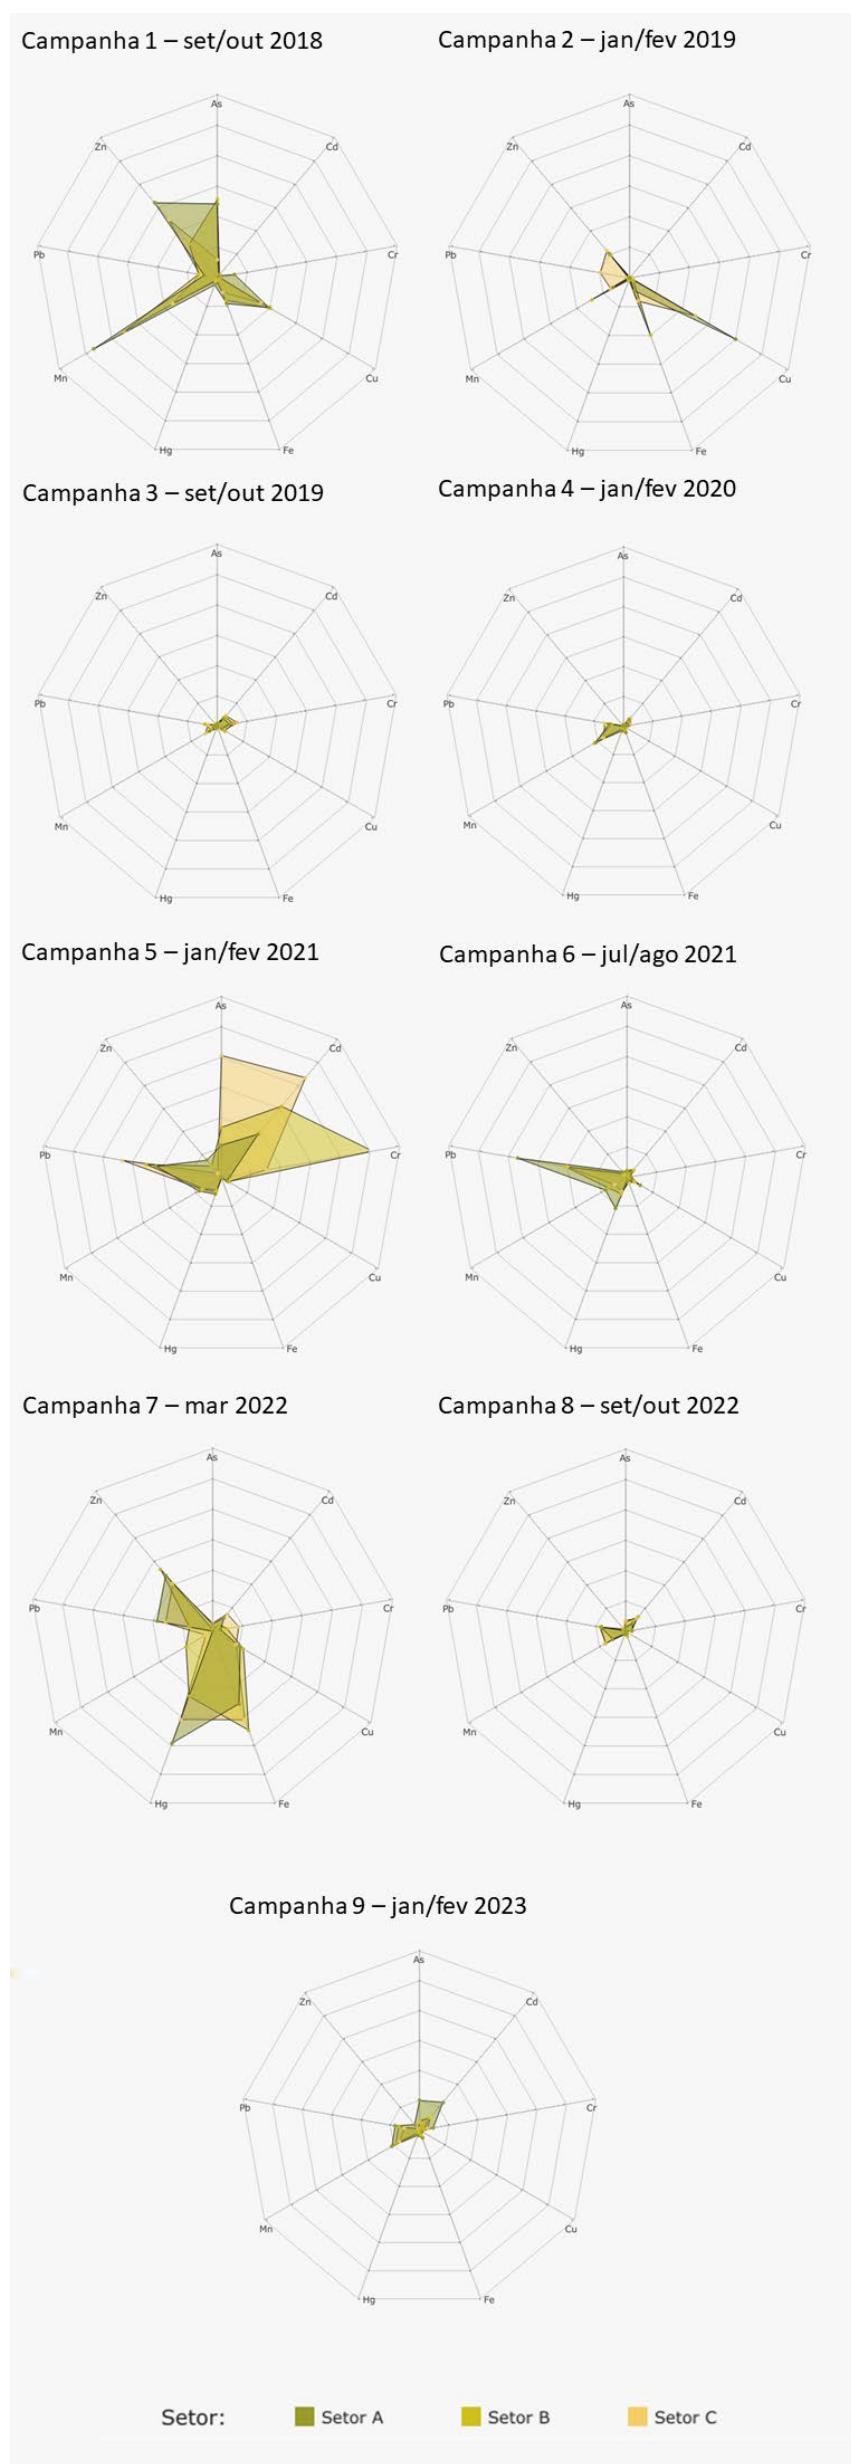 Campanha 1 – set/out 2018
Campanha 2 – jan/fev 2019
As
Zn
Cd
Pb
Cr
Mn
Cu
Hg
Fe
As
Zn
Cd
Pb
Cr
Mn
Cu
Hg
Fe
Campanha 3 – set/out 2019
Campanha 4 – jan/fev 2020
As
Zn
Cd
Pb
Cr
Mn
Cu
Hg
Fe
As
Zn
Cd
Pb
Cr
Mn
Cu
Hg
Fe
Campanha 5 – jan/fev 2021
Campanha 6 – jul/ago 2021
As
Zn
Cd
Pb
Cr
Mn
Cu
Hg
Fe
As
Zn
Cd
Pb
Cr
Mn
Cu
Hg
Fe
Campanha 7 – mar 2022
Campanha 8 – set/out 2022
As
Zn
Cd
Pb
Cr
Mn
Cu
Hg
Fe
As
Zn
Cd
Pb
Cr
Mn
Cu
Hg
Fe
Campanha 9 – jan/fev 2023
As
Zn
Cd
Pb
Cr
Mn
Cu
Hg
Fe
Setor: Setor A Setor B Setor C